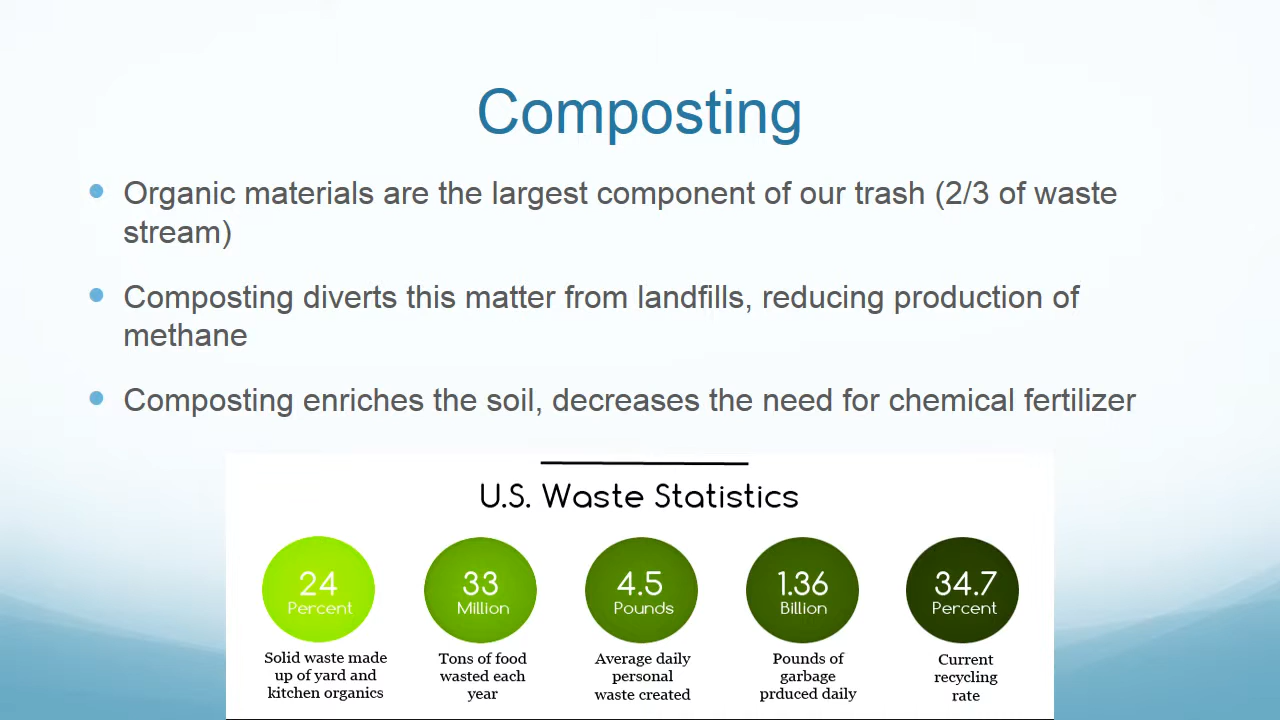 Composting
Organic materials are the largest component of our trash (2/3 of waste
stream)
Composting diverts this matter from landfills, reducing production of
methane
Composting enriches the soil, decreases the need for chemical fertilizer
U.S. Waste Statistics
24
Percent
Solid waste made
up of yard and
kitchen organics
33
Million
Tons of food
wasted each
year
4.5
Pounds
Average daily
personal
waste created
1.36
Billion
Pounds of
garbage
prduced daily
34.7
Percent
Current
recycling
rate